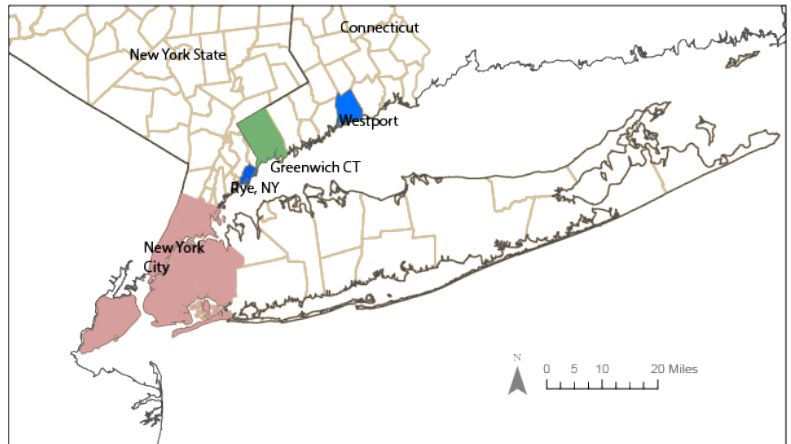 Connecticut
New York State
Westport
Greenwich CT
Rye, NY
New York
City
N
0 5 10 20 Miles